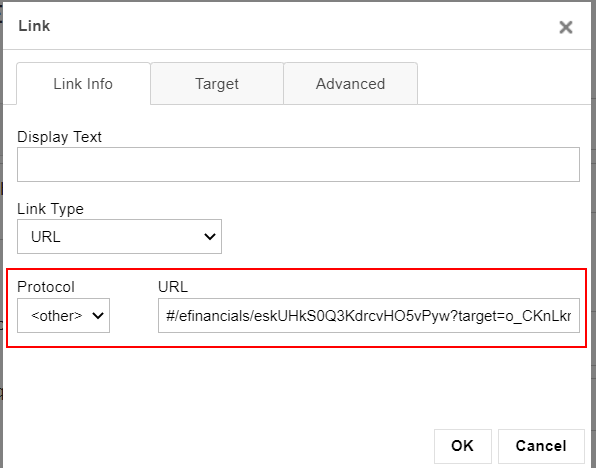 Link
Link Info Target Advanced
Display Text
Link Type
URL
Protocol URL
<other> #/efinancials/eskUHkS0Q3KdrcvHO5vPyw?target=o_CKnLkr
OK Cancel